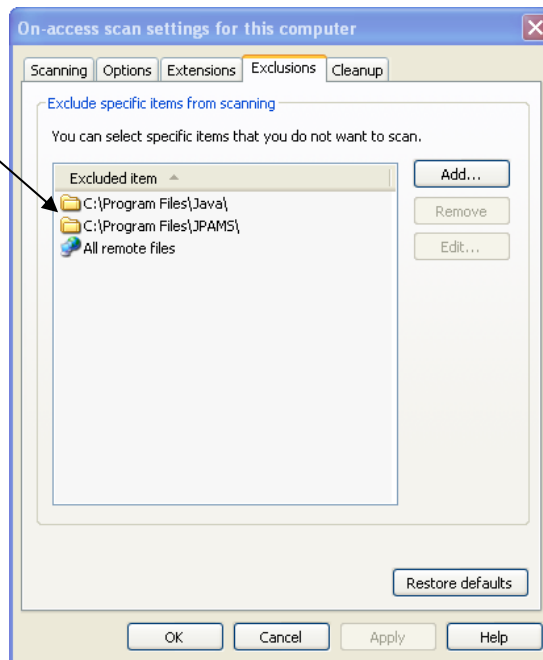 On-access scan settings for this computer
Scanning Options Extensions Exclusions Cleanup
Exclude specific items from scanning
You can select specific items that you do not want to scan.
Excluded item
Add...
C:\Program Files\Java\
Remove
C:\Program Files\JPAMS\
All remote files
Edit...
Restore defaults
OK Cancel Apply Help